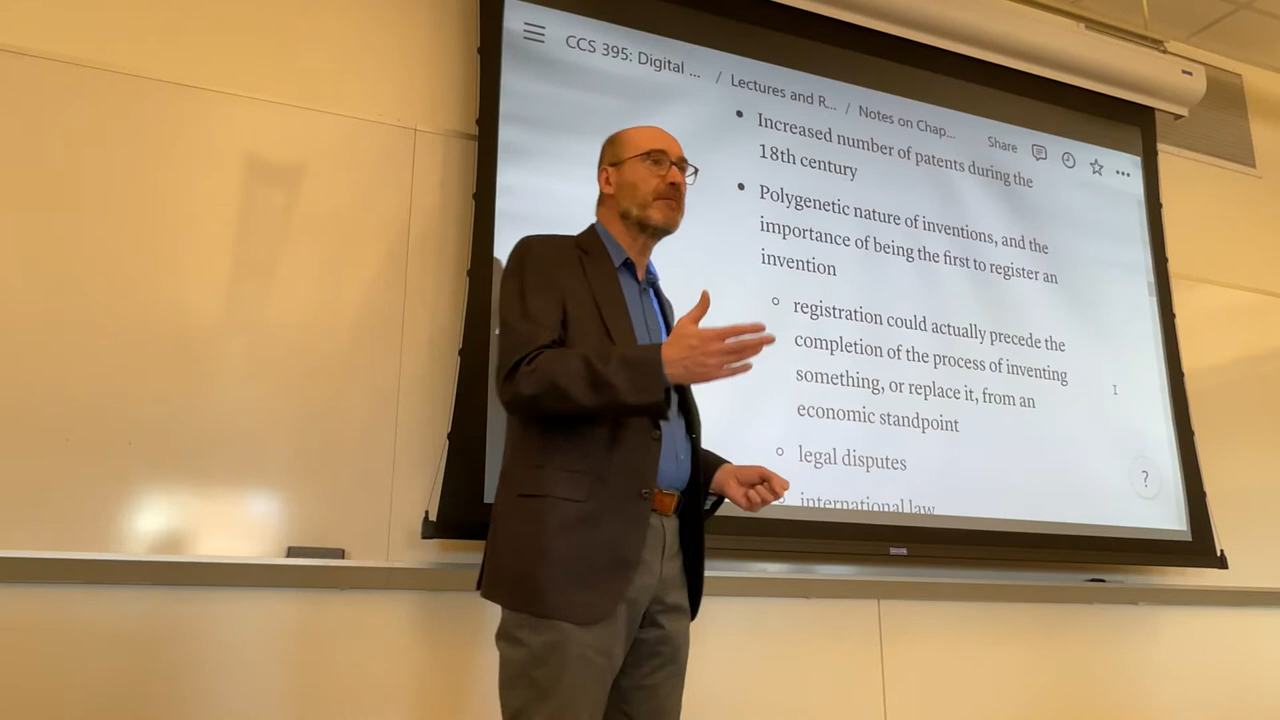 CCS 395: Digital ... / Lectures and R... / Notes on Chap... Share
Increased number of patents during the
18th century
Polygenetic nature of inventions, and the
importance of being the first to register an
invention
registration could actually precede the
completion of the process of inventing
something, or replace it, from an
economic standpoint
legal disputes
international law
?